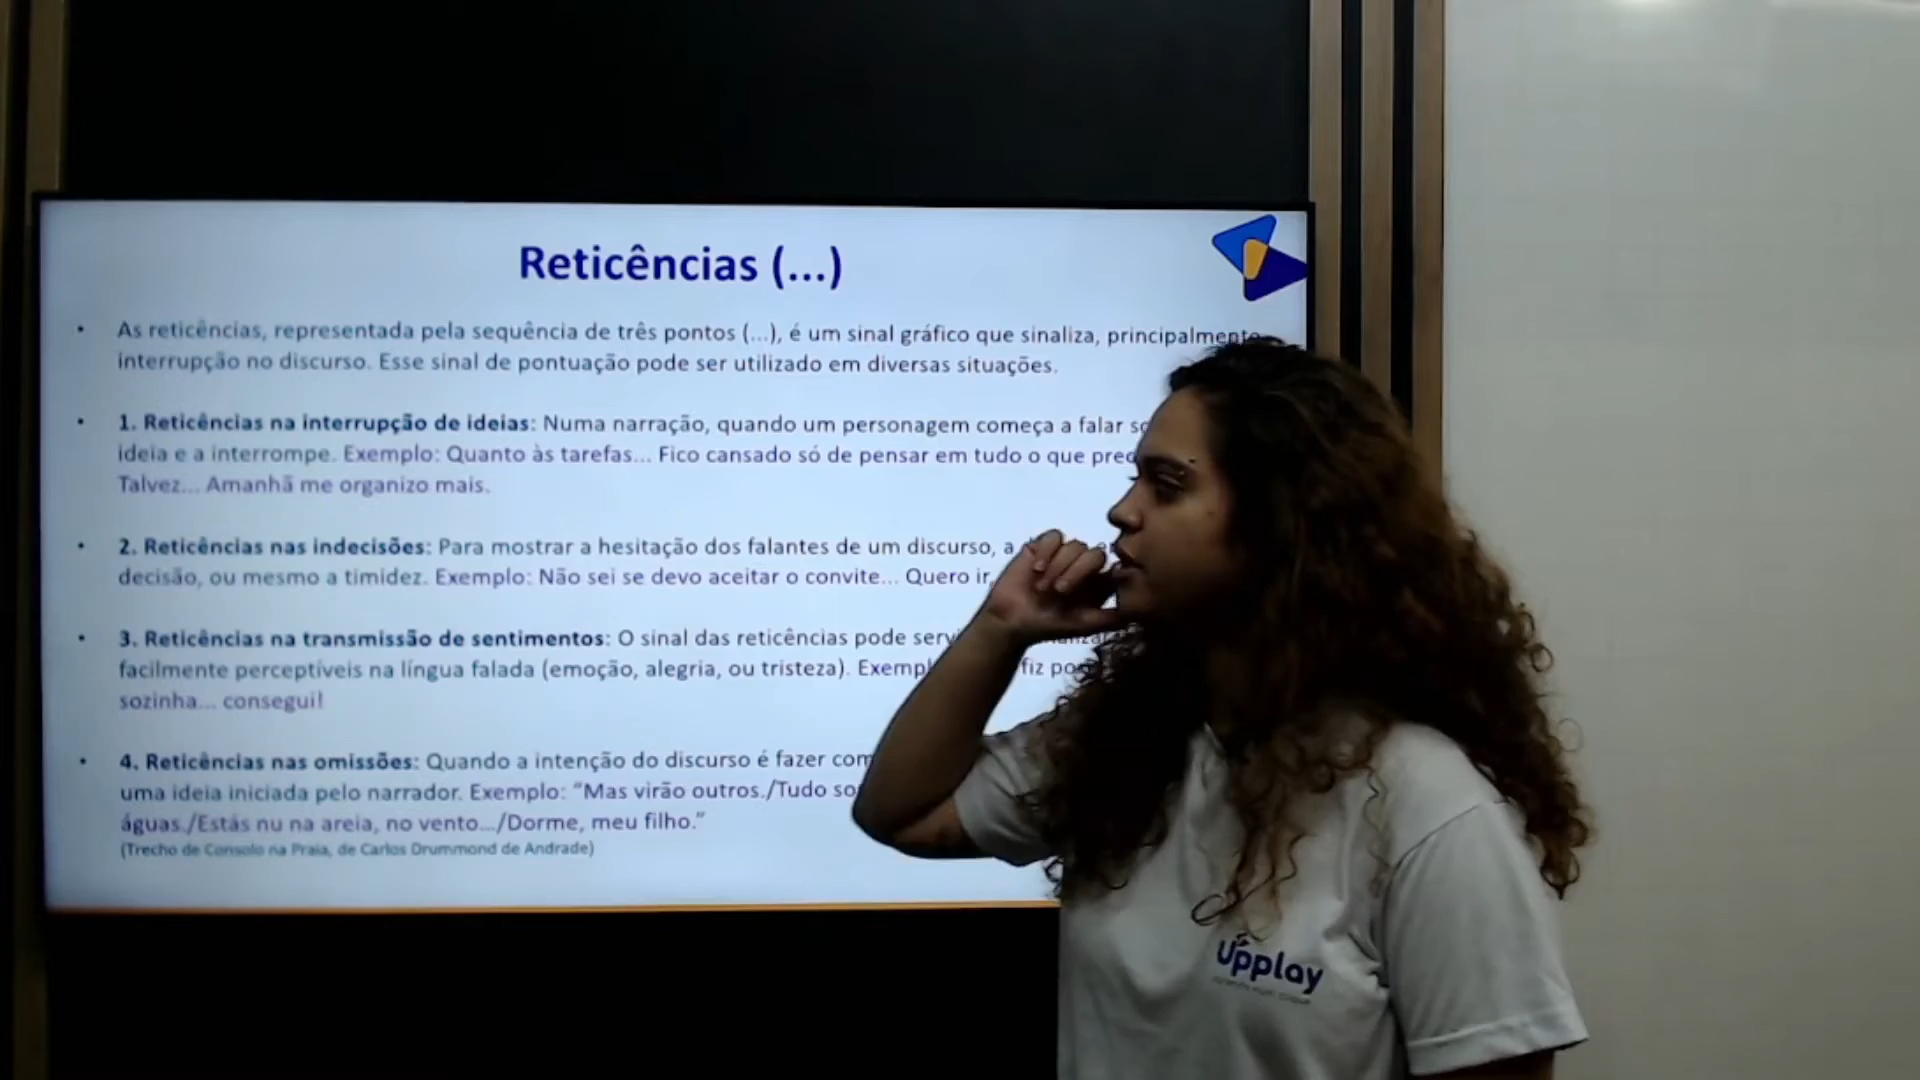 Reticências (...)
• As reticências, representada pela sequência de três pontos (...), é um sinal gráfico que sinaliza, principalmente
interrupção no discurso. Esse sinal de pontuação pode ser utilizado em diversas situações.
• 1. Reticências na interrupção de ideias: Numa narração, quando um personagem começa a falar
ideia e a interrompe. Exemplo: Quanto às tarefas... Fico cansado só de pensar em tudo o que
Talvez... Amanhã me organizo mais.
• 2. Reticências nas indecisões: Para mostrar a hesitação dos falantes de um discurso, a
decisão, ou mesmo a timidez. Exemplo: Não sei se devo aceitar o convite... Quero ir
• 3. Reticências na transmissão de sentimentos: O sinal das reticências pode
facilmente perceptíveis na língua falada (emoção, alegria, ou tristeza). fiz
sozinha... consegui!
• 4. Reticências nas omissões: Quando a intenção do discurso é fazer com
uma ideia iniciada pelo narrador. Exemplo: "Mas virão outros./Tudo
águas./Estás nu na areia, no vento.../Dorme, meu filho."
(Trecho de Consolo na Praia, de Carlos Drummond de Andrade)
Upplay